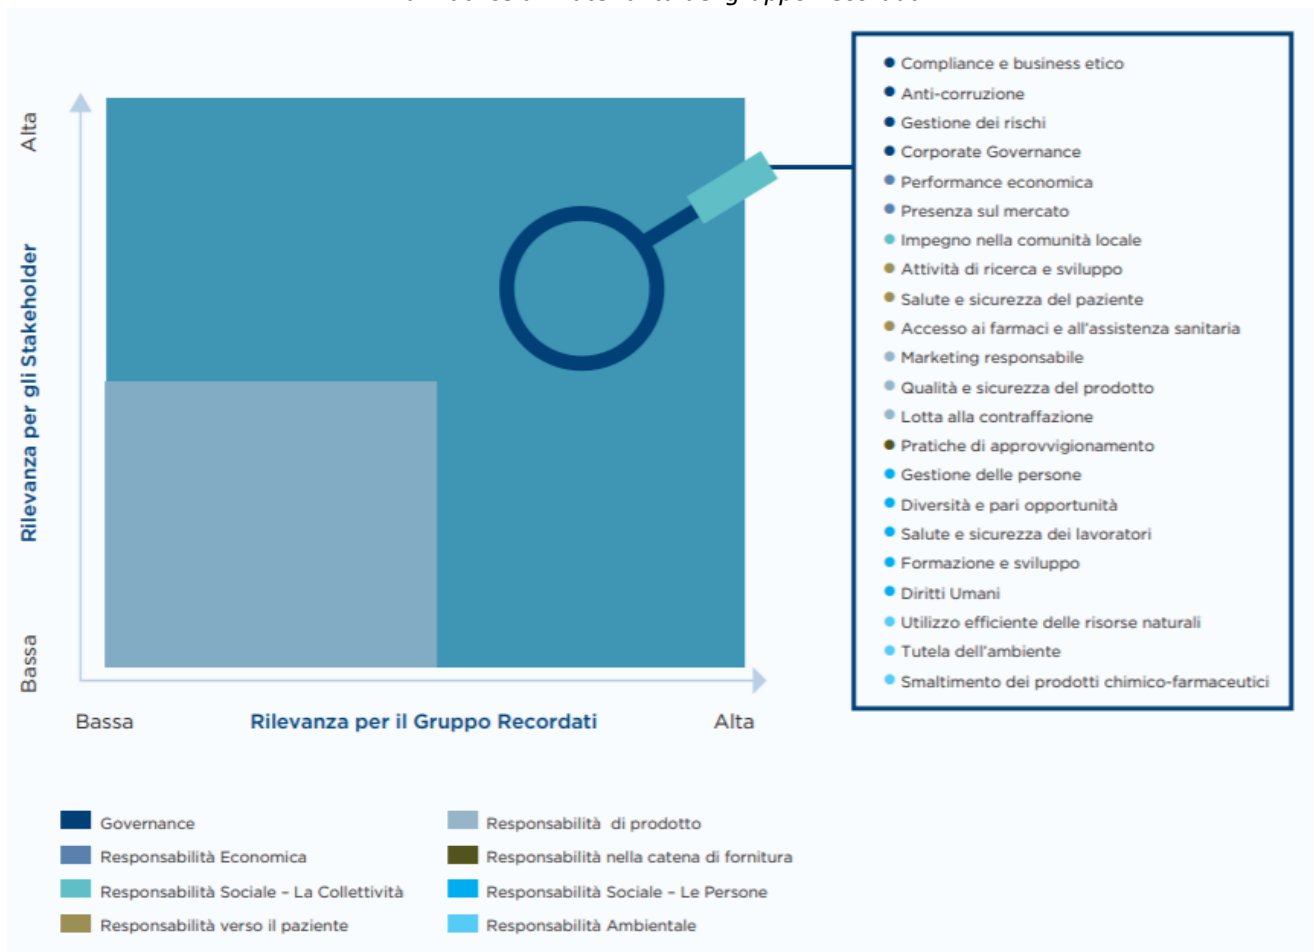 Alta
Rilevanza per gli Stakeholder
Bassa
Bassa
Rilevanza per il Gruppo Recordati
Alta
Compliance e business etico
Anti-corruzione
Gestione dei rischi
Corporate Governance
Performance economica
Presenza sul mercato
Impegno nella comunità locale
Attività di ricerca e sviluppo
Salute e sicurezza del paziente
Accesso ai farmaci e all'assistenza sanitaria
Marketing responsabile
Qualità e sicurezza del prodotto
Lotta alla contraffazione
Pratiche di approvvigionamento
Gestione delle persone
Diversità e pari opportunità
Salute e sicurezza dei lavoratori
Formazione e sviluppo
Diritti Umani
Utilizzo efficiente delle risorse naturali
Tutela dell'ambiente
Smaltimento dei prodotti chimico-farmaceutici
Governance
Responsabilità Economica
Responsabilità Sociale – La Collettività
Responsabilità verso il paziente
Responsabilità di prodotto
Responsabilità nella catena di fornitura
Responsabilità Sociale – Le Persone
Responsabilità Ambientale